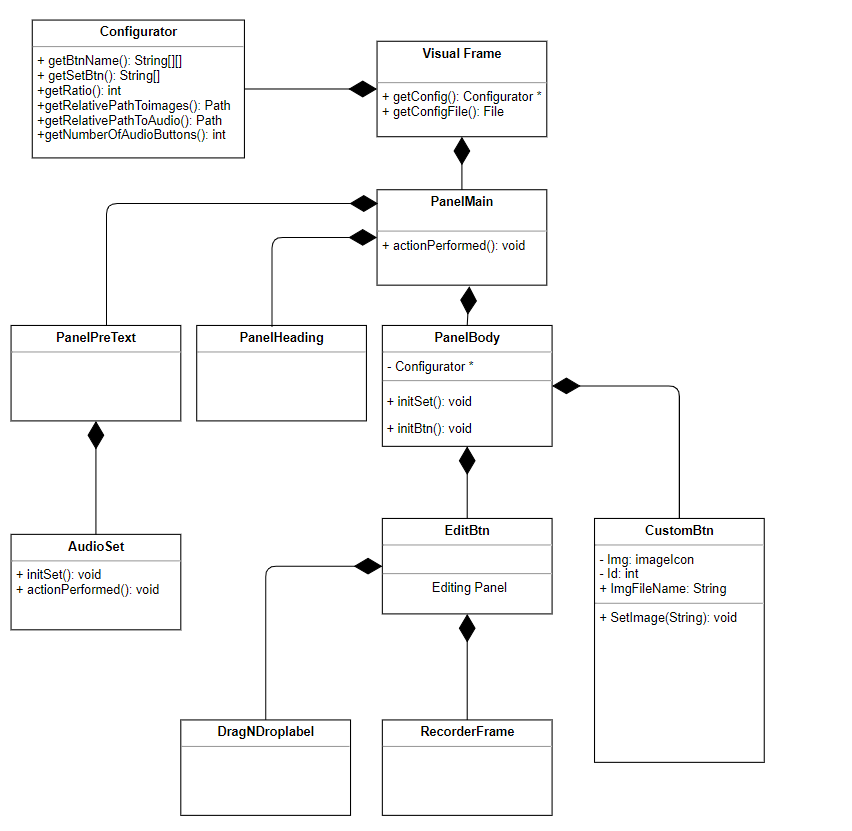 Configurator
+ getBtnName(): String[][]
+ getSetBtn(): String[]
+getRatio(): int
+getRelativePathToimages(): Path
+getRelativePathToAudio(): Path
+getNumberOfAudioButtons(): int
Visual Frame
+ getConfig(): Configurator *
+ getConfigFile(): File
PanelMain
+ actionPerformed(): void
PanelPreText
PanelHeading
PanelBody
- Configurator *
+ initSet(): void
+ initBtn(): void
AudioSet
+ initSet(): void
+ actionPerformed(): void
EditBtn
Editing Panel
CustomBtn
- Img: imageIcon
- Id: int
+ ImgFileName: String
+ SetImage(String): void
DragNDroplabel
RecorderFrame